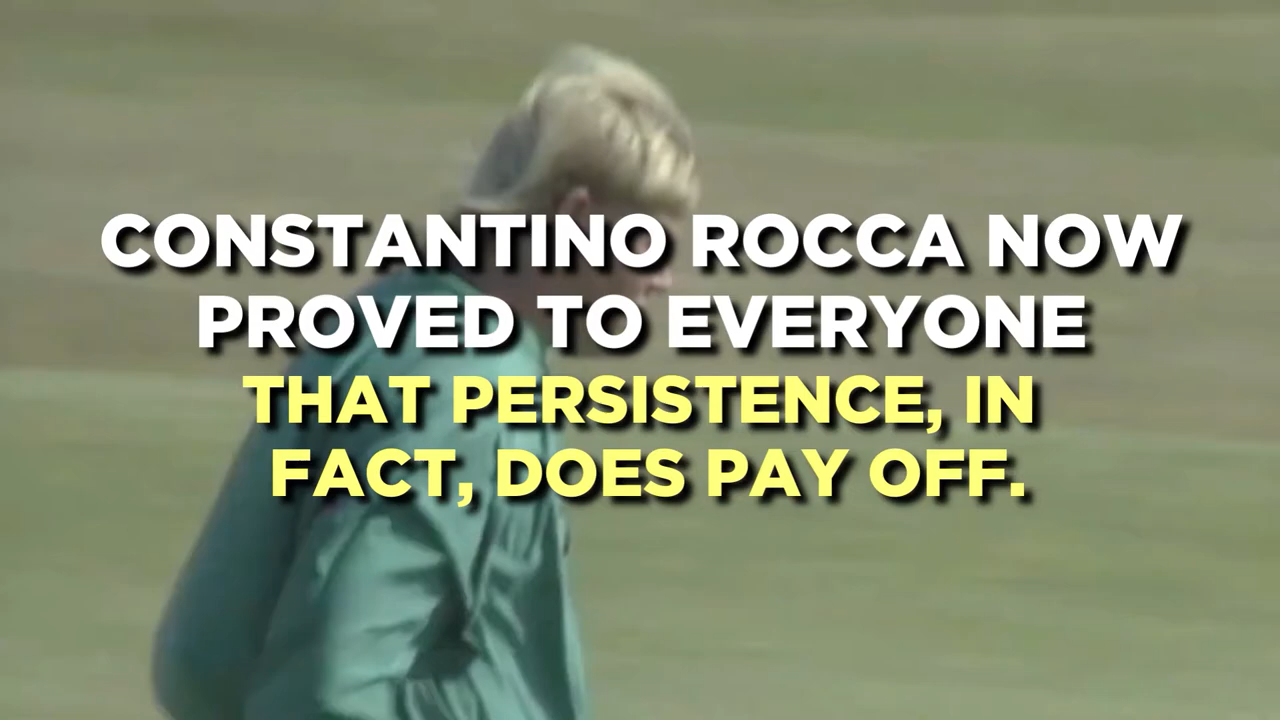 CONSTANTINO ROCCA NOW
PROVED TO EVERYONE
THAT PERSISTENCE, IN
FACT, DOES PAY OFF.